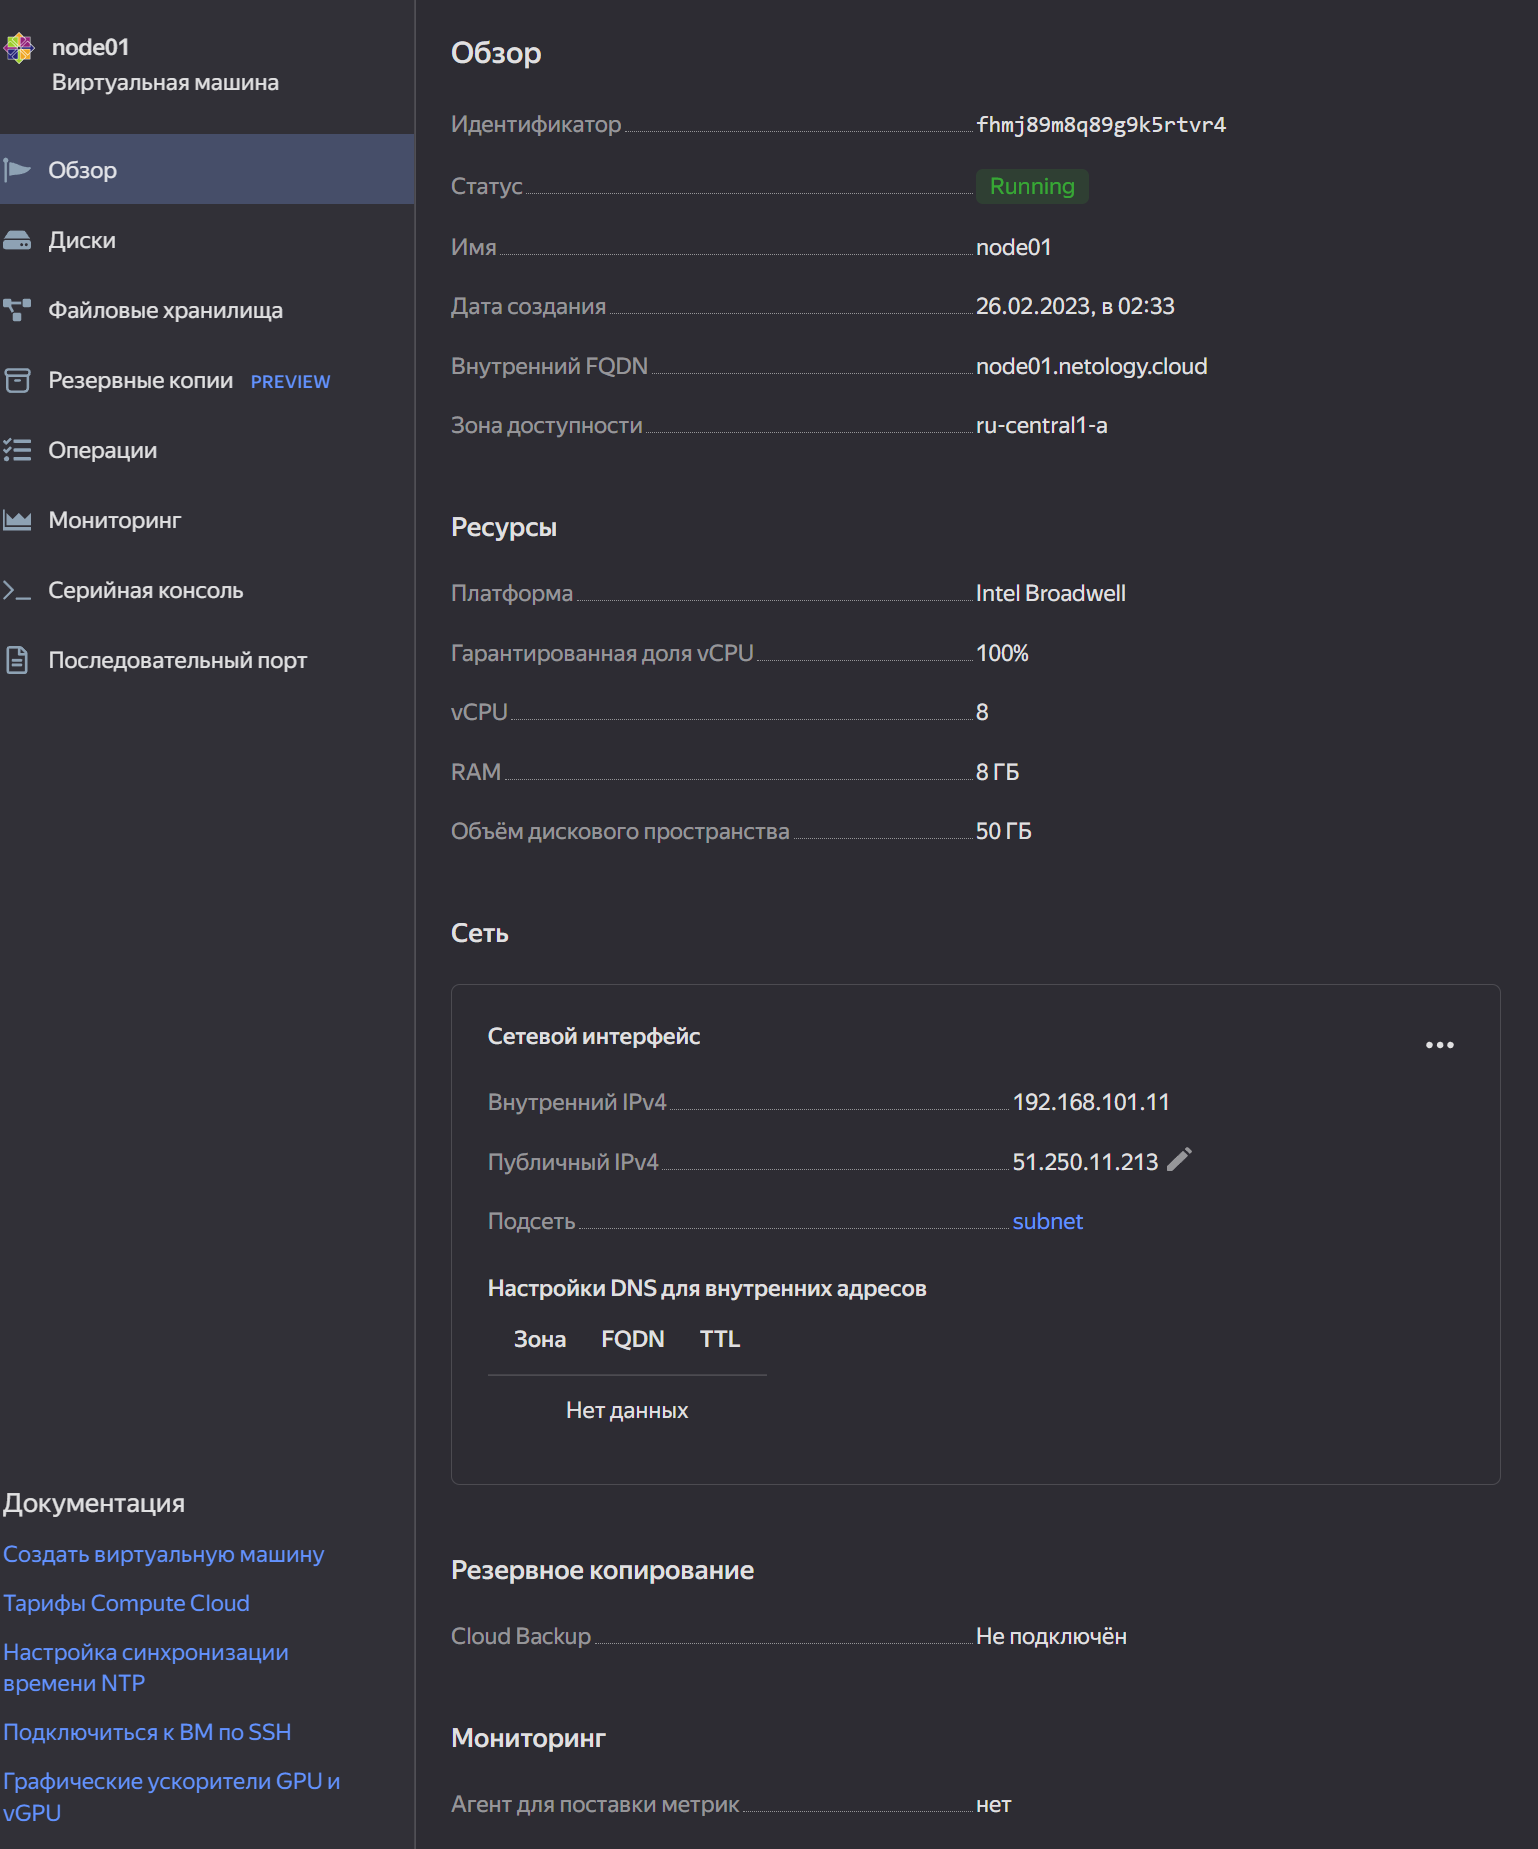 node01
Виртуальная машина
Обзор
Диски
Файловые хранилища
Резервные копии PREVIEW
Операции
Мониторинг
Серийная консоль
Последовательный порт
Документация
Создать виртуальную машину
Тарифы Compute Cloud
Настройка синхронизации
времени NTP
Подключиться к ВМ по SSH
Графические ускорители GPU и
vGPU
Обзор
Идентификатор fhmj89m8q89g9k5rtvr4
Статус Running
Имя node01
Дата создания 26.02.2023, в 02:33
Внутренний FQDN node01.netology.cloud
Зона доступности ru-central1-a
Ресурсы
Платформа Intel Broadwell
Гарантированная доля vCPU 100%
vCPU 8
RAM 8 ГБ
Объём дискового пространства 50 ГБ
Сеть
Сетевой интерфейс
Внутренний IPv4 192.168.101.11
Публичный IPv4 51.250.11.213
Подсеть subnet
Настройки DNS для внутренних адресов
Зона FQDN TTL
Нет данных
Резервное копирование
Cloud Backup Не подключён
Мониторинг
Агент для поставки метрик нет